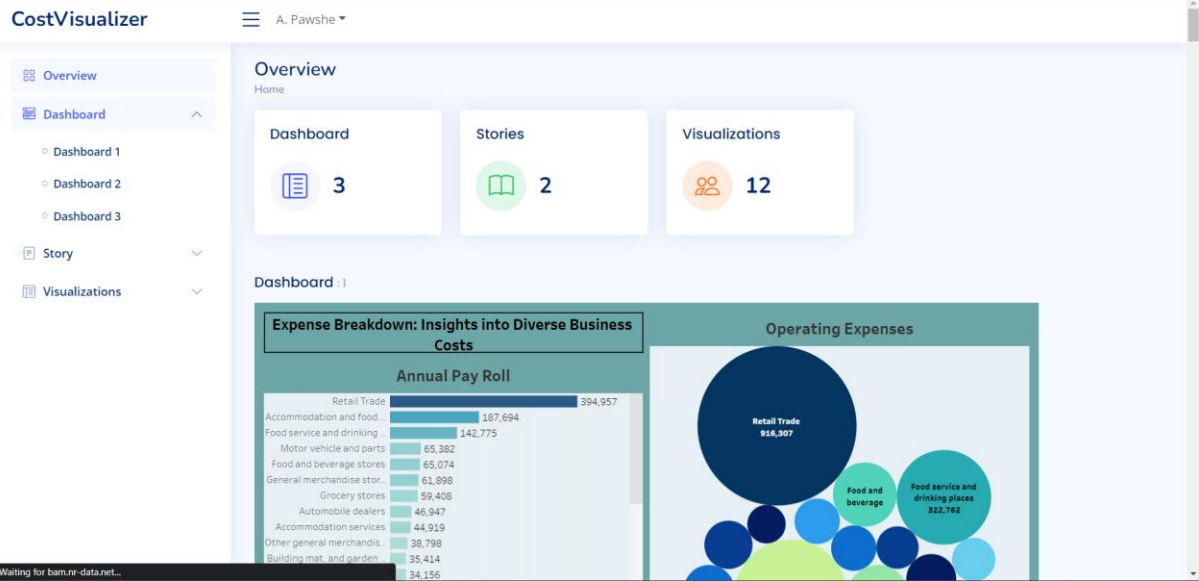 CostVisualizer
A. Pawshe
Overview
Dashboard
Dashboard 1
Dashboard 2
Dashboard 3
Story
Visualizations
Overview
Home
Dashboard
3
Stories
2
Visualizations
12
Dashboard : 1
Expense Breakdown: Insights into Diverse Business
Costs
Annual Pay Roll
Retail Trade 394,957
Accommodation and food .. 187,694
Food service and drinking .. 142,775
Motor vehicle and parts 65,382
Food and beverage stores 65,074
General merchandise stor.. 61,898
Grocery stores 59,408
Automobile dealers 46,947
Accommodation services 44,919
Other general merchandis.. 38,798
Building mat, and garden .. 35,414
34,156
Operating Expenses
Retail Trade
916,307
Food and
beverage
Food service and
drinking places
322,762
Waiting for bam.nr-data.net...